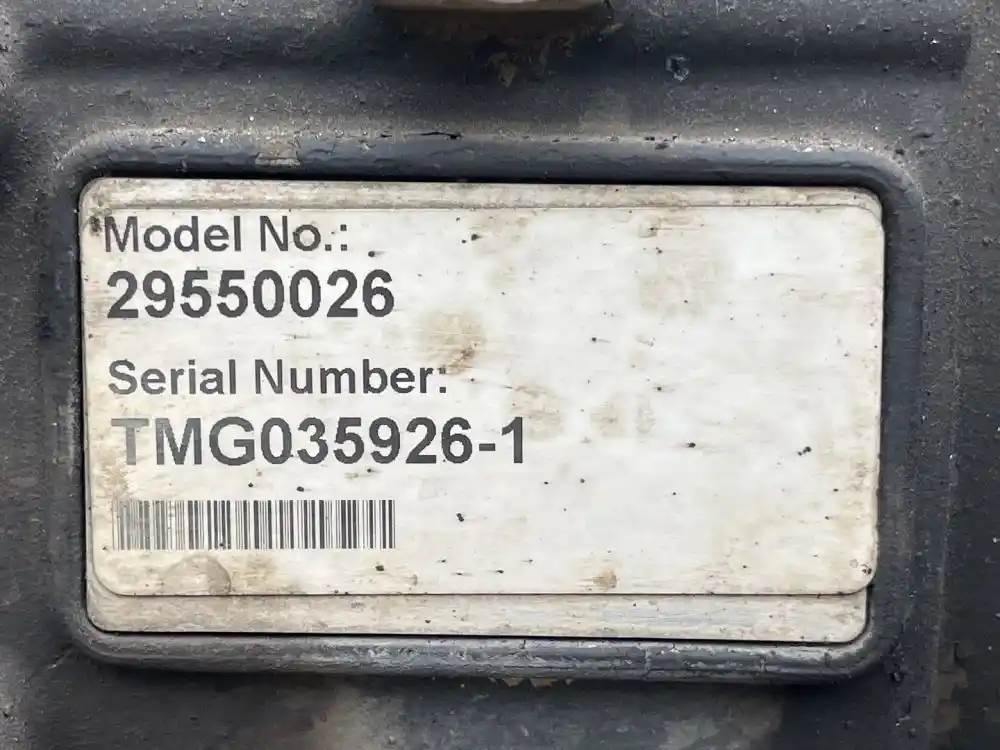 Model No.:
29550026
Serial Number:
TMG035926-1